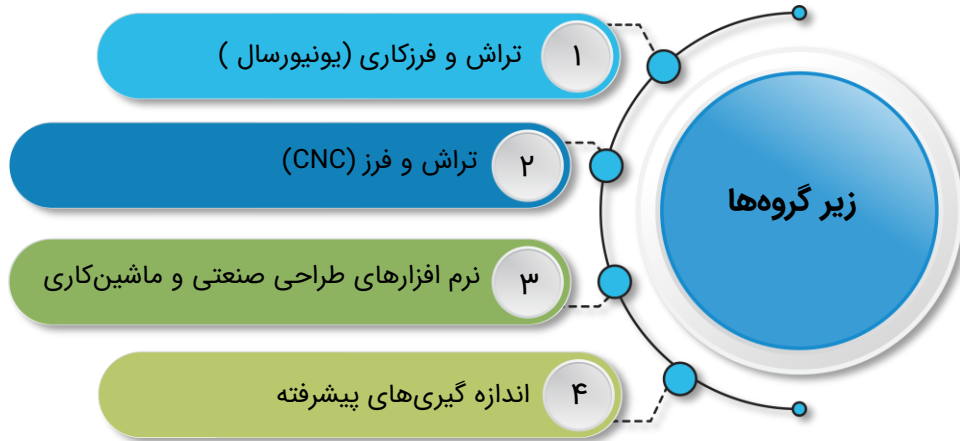 زیر گروه‌ها
۱ تراش و فرزکاری (یونیورسال )
۲ تراش و فرز (CNC)
۳ نرم افزارهای طراحی صنعتی و ماشین‌کاری
۴ اندازه گیری‌های پیشرفته